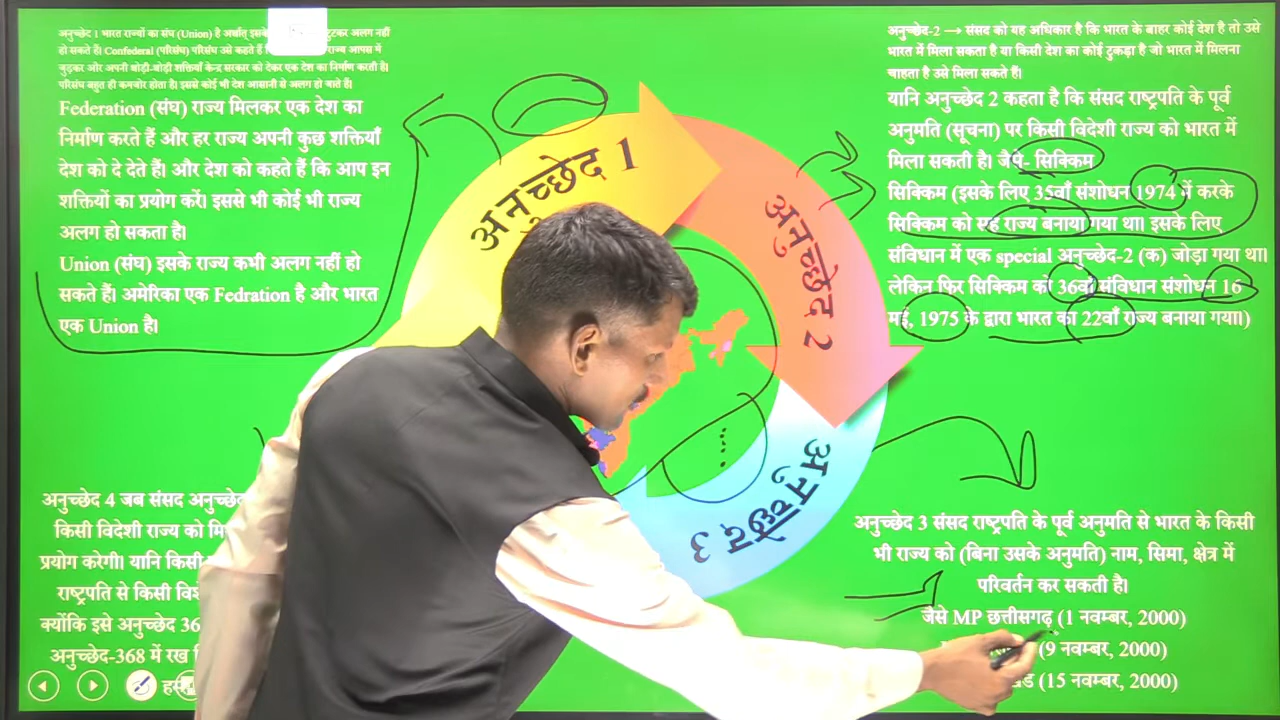 अनुच्छेद 1 भारत राज्यों का संघ (Union) है अर्थात् इसके टुटकर अलग नहीं
हो सकते हैं। Confederal (परिसंघ) परिसंघ उसे कहते हैं राज्य आपस में
जुड़कर और अपनी थोड़ी-थोड़ी शक्तियाँ केन्द्र सरकार को देकर एक देश का निर्माण करती है।
परिसंघ बहुत ही कमजोर होता है। इससे कोई भी देश आसानी से अलग हो जाते हैं।
Federation (संघ) राज्य मिलकर एक देश का
निर्माण करते हैं और हर राज्य अपनी कुछ शक्तियाँ
देश को दे देते हैं। और देश को कहते हैं कि आप इन
शक्तियों का प्रयोग करें। इससे भी कोई भी राज्य
अलग हो सकता है।
Union (संघ) इसके राज्य कभी अलग नहीं हो
सकते हैं। अमेरिका एक Fedration है और भारत
एक Union है।
अनुच्छेद 1
अनुच्छेद 2
अनुच्छेद 3
अनुच्छेद-2 → संसद को यह अधिकार है कि भारत के बाहर कोई देश है तो उसे
भारत में मिला सकता है या किसी देश का कोई टुकड़ा है जो भारत में मिलना
चाहता है उसे मिला सकते हैं।
यानि अनुच्छेद 2 कहता है कि संसद राष्ट्रपति के पूर्व
अनुमति (सूचना) पर किसी विदेशी राज्य को भारत में
मिला सकती है। जैसे- सिक्किम
सिक्किम (इसके लिए 35वाँ संशोधन 1974 में करके
सिक्किम को सह राज्य बनाया गया था। इसके लिए
संविधान में एक special अनुच्छेद-2 (क) जोड़ा गया था।
लेकिन फिर सिक्किम को 36वाँ संविधान संशोधन 16
मई, 1975 के द्वारा भारत का 22वाँ राज्य बनाया गया।)
अनुच्छेद 3 संसद राष्ट्रपति के पूर्व अनुमति से भारत के किसी
भी राज्य को (बिना उसके अनुमति) नाम, सिमा, क्षेत्र में
परिवर्तन कर सकती है।
जैसे MP छत्तीसगढ़ (1 नवम्बर, 2000)
(9 नवम्बर, 2000)
(15 नवम्बर, 2000)
अनुच्छेद 4 जब संसद अनुच्छेद
किसी विदेशी राज्य को
प्रयोग करेगी। यानि किसी
राष्ट्रपति से किसी
क्योंकि इसे अनुच्छेद 36
अनुच्छेद-368 में रख